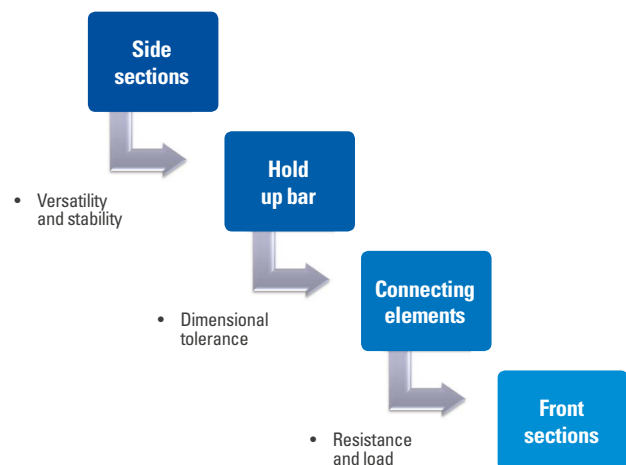 Side
sections
Hold
up bar
• Versatility
and stability
Connecting
elements
• Dimensional
tolerance
Front
sections
• Resistance
and load